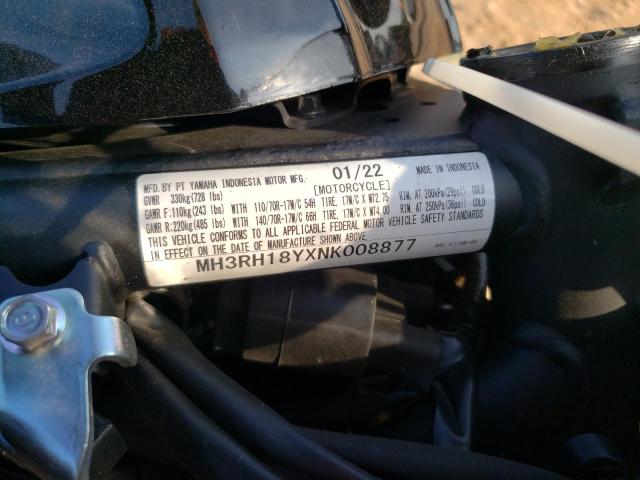 MFD. BY PT YAMAHA INDONESIA MOTOR MFG. 01/22 MADE IN INDONESIA
GVWR 330kg(728 lbs) [MOTORCYCLE]
GAWR F:110kg(243 lbs) WITH 110/70R-17M/C 54H TIRE, 17M/C X MT2.75 RIM, AT 200kPa(29psi) COLD
GAWR R:220kg(485 lbs) WITH 140/70R-17M/C 66H TIRE, 17M/C X MT4.00 RIM, AT 250kPa(36psi) COLD
THIS VEHICLE CONFORMS TO ALL APPLICABLE FEDERAL MOTOR VEHICLE SAFETY STANDARDS
IN EFFECT ON THE DATE OF MANUFACTURE SHOWN ABOVE.
MH3RH18YXNK008877